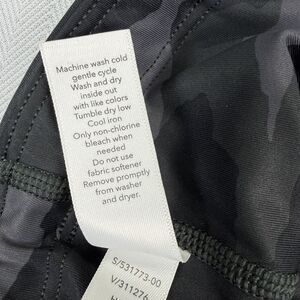 Machine wash cold
gentle cycle
Wash and dry
inside out
with like colors
Tumble dry low
Cool iron
Only non-chlorine
bleach when
needed
Do not use
fabric softener
Remove promptly
from washer
and dryer.
S/531773-00
V/311276